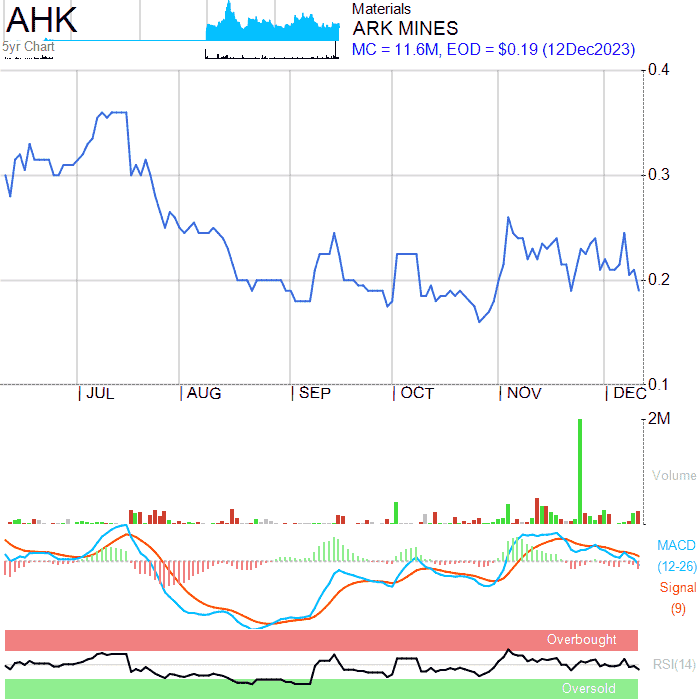 AHK
Materials
ARK MINES
5yr Chart
MC = 11.6M, EOD = $0.19 (12Dec2023)
0.4
0.3
0.2
0.1
JUL
AUG
SEP
OCT
NOV
DEC
2M
Volume
MACD
(12-26)
Signal
(9)
Overbought
RSI(14)
Oversold